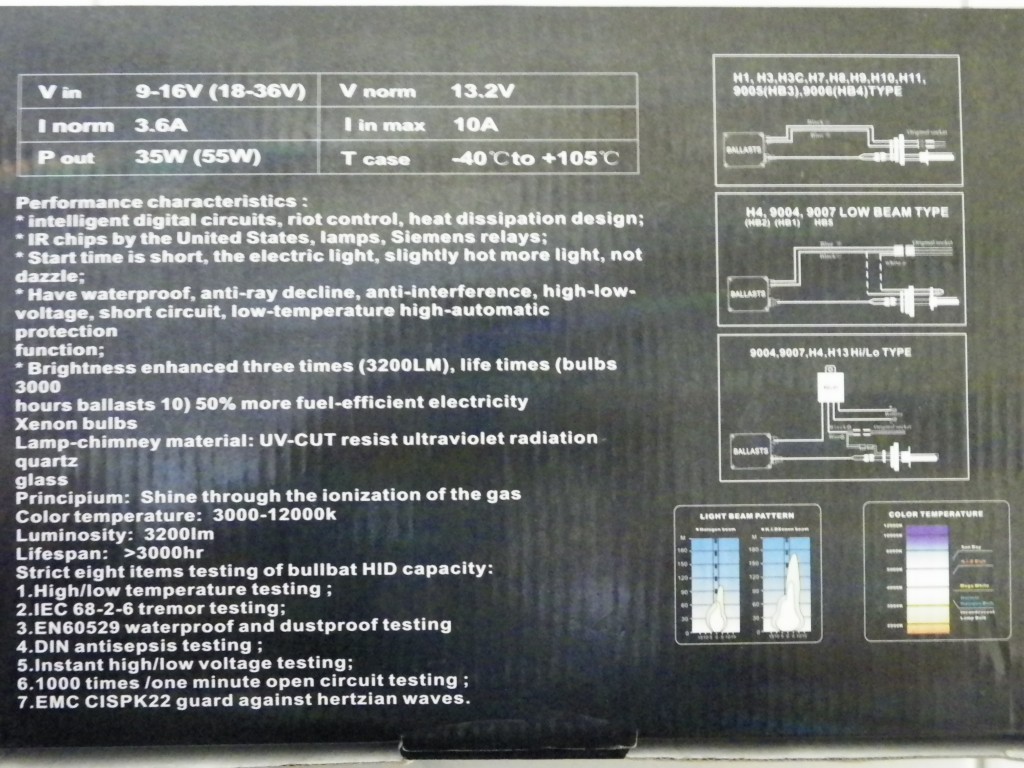 V in 9-16V (18-36V) V norm 13.2V
I norm 3.6A I in max 10A
P out 35W (55W) T case -40℃to +105℃
Performance characteristics :
* intelligent digital circuits, riot control, heat dissipation design;
* IR chips by the United States, lamps, Siemens relays;
* Start time is short, the electric light, slightly hot more light, not
dazzle;
* Have waterproof, anti-ray decline, anti-interference, high-low-
voltage, short circuit, low-temperature high-automatic
protection
function;
* Brightness enhanced three times (3200LM), life times (bulbs
3000
hours ballasts 10) 50% more fuel-efficient electricity
Xenon bulbs
Lamp-chimney material: UV-CUT resist ultraviolet radiation
quartz
glass
Principium: Shine through the ionization of the gas
Color temperature: 3000-12000k
Luminosity: 3200lm
Lifespan: >3000hr
Strict eight items testing of bullbat HID capacity:
1.High/low temperature testing ;
2.IEC 68-2-6 tremor testing;
3.EN60529 waterproof and dustproof testing
4.DIN antisepsis testing ;
5.Instant high/low voltage testing;
6.1000 times /one minute open circuit testing ;
7.EMC CISPK22 guard against hertzian waves.
H1, H3,H3C,H7,H8,H9,H10,H11,
9005(HB3),9006(HB4)TYPE
Original socket
BALLASTS
H4, 9004, 9007 LOW BEAM TYPE
(HB2) (HB1) HB5
Original socket
BALLASTS
9004,9007,H4,H13 Hi/Lo TYPE
Original socket
BALLASTS
LIGHT BEAM PATTERN
COLOR TEMPERATURE